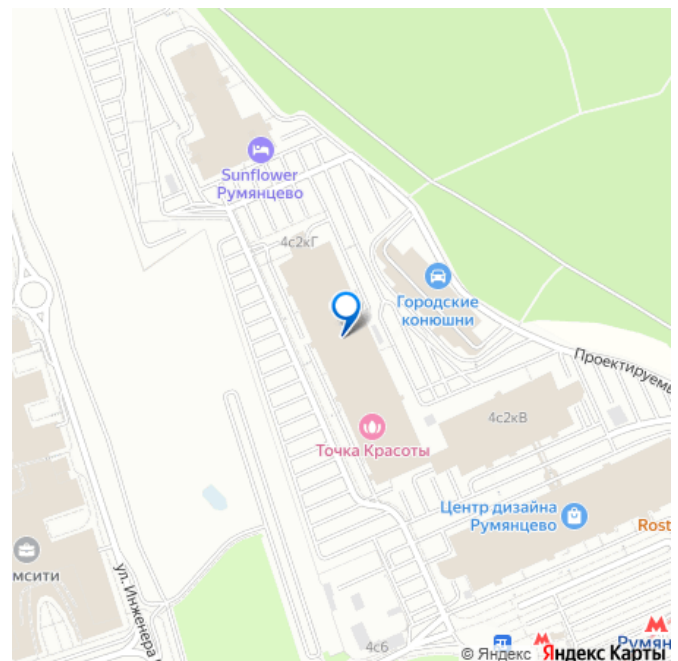 Sunflower
Румянцево
4с2кГ
Городские
конюшни
Проектируемы
4с2кВ
Точка Красоты
Центр дизайна
Румянцево
Rost
мсити
ул. Инженера
4с6
Румян
© Яндекс Яндекс Карты